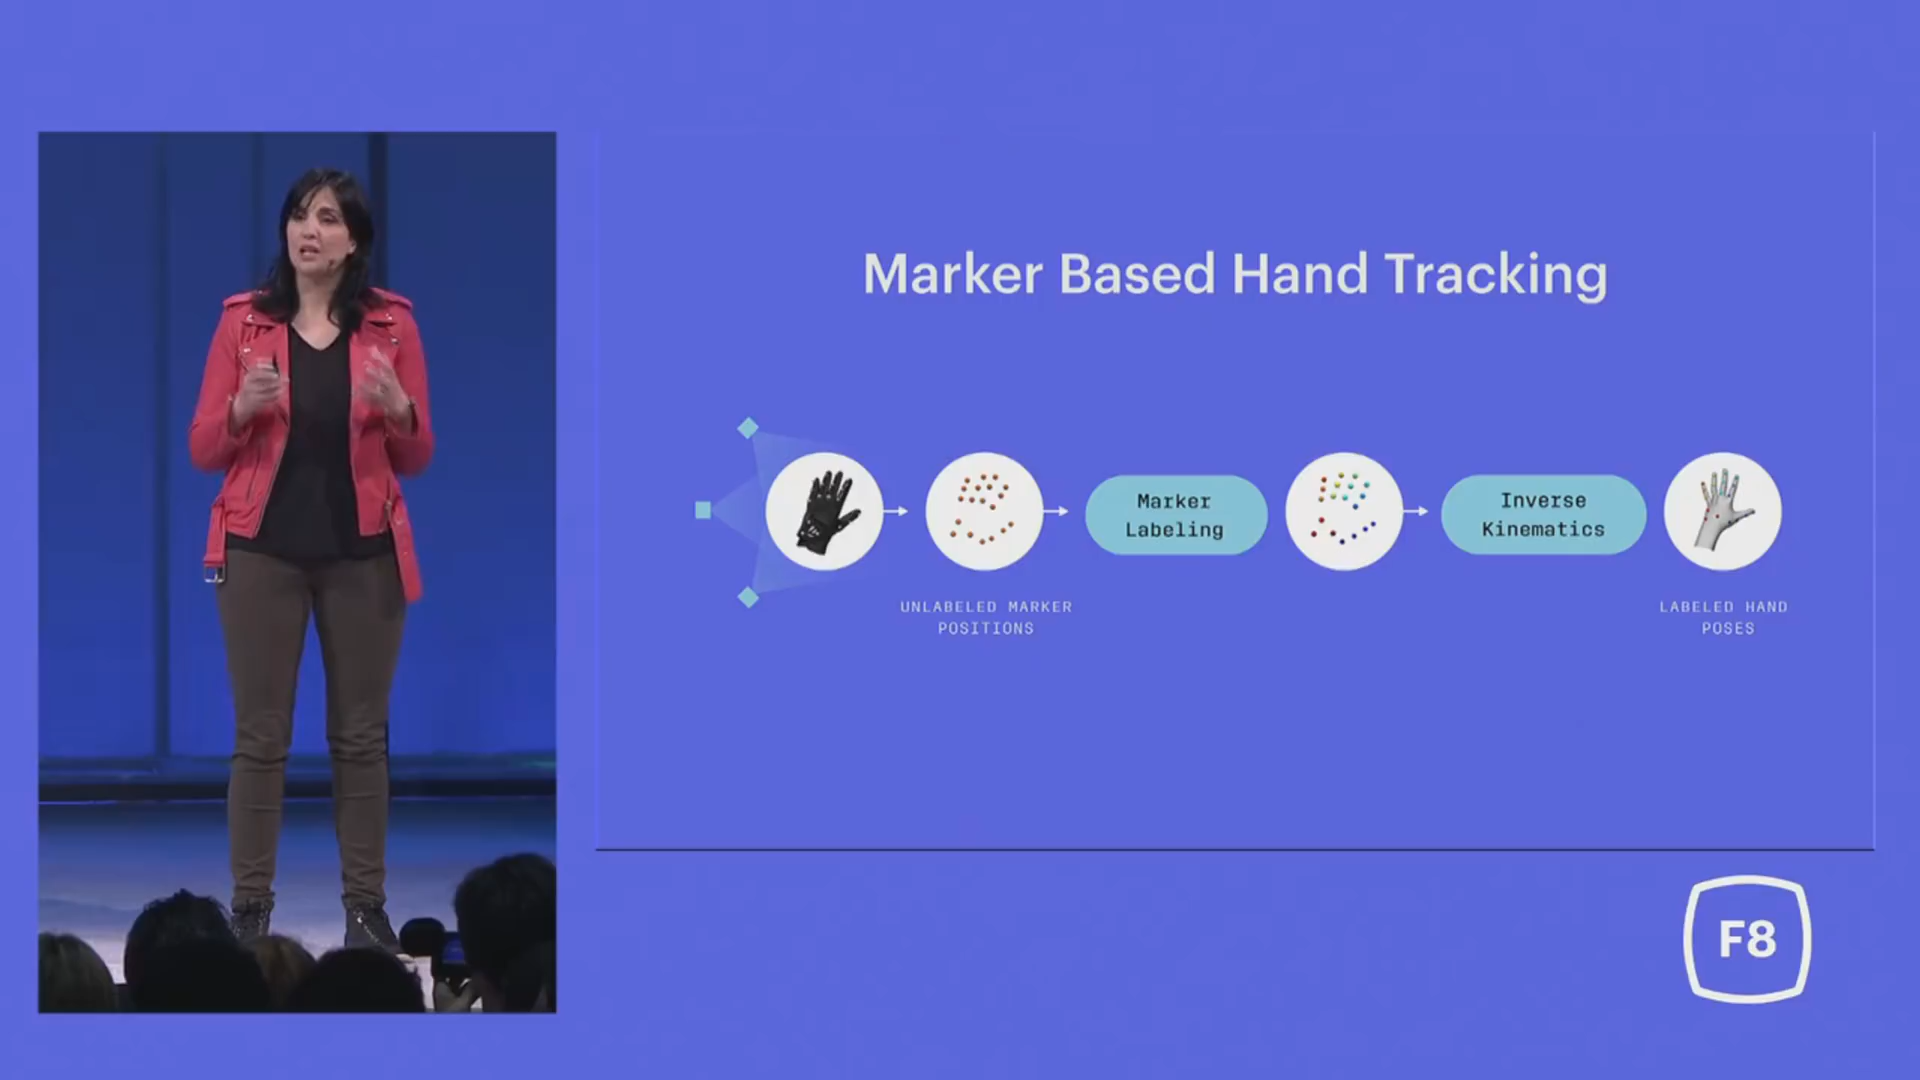 Marker Based Hand Tracking
Marker
Labeling
Inverse
Kinematics
UNLABELED MARKER
POSITIONS
LABELED HAND
POSES
F8